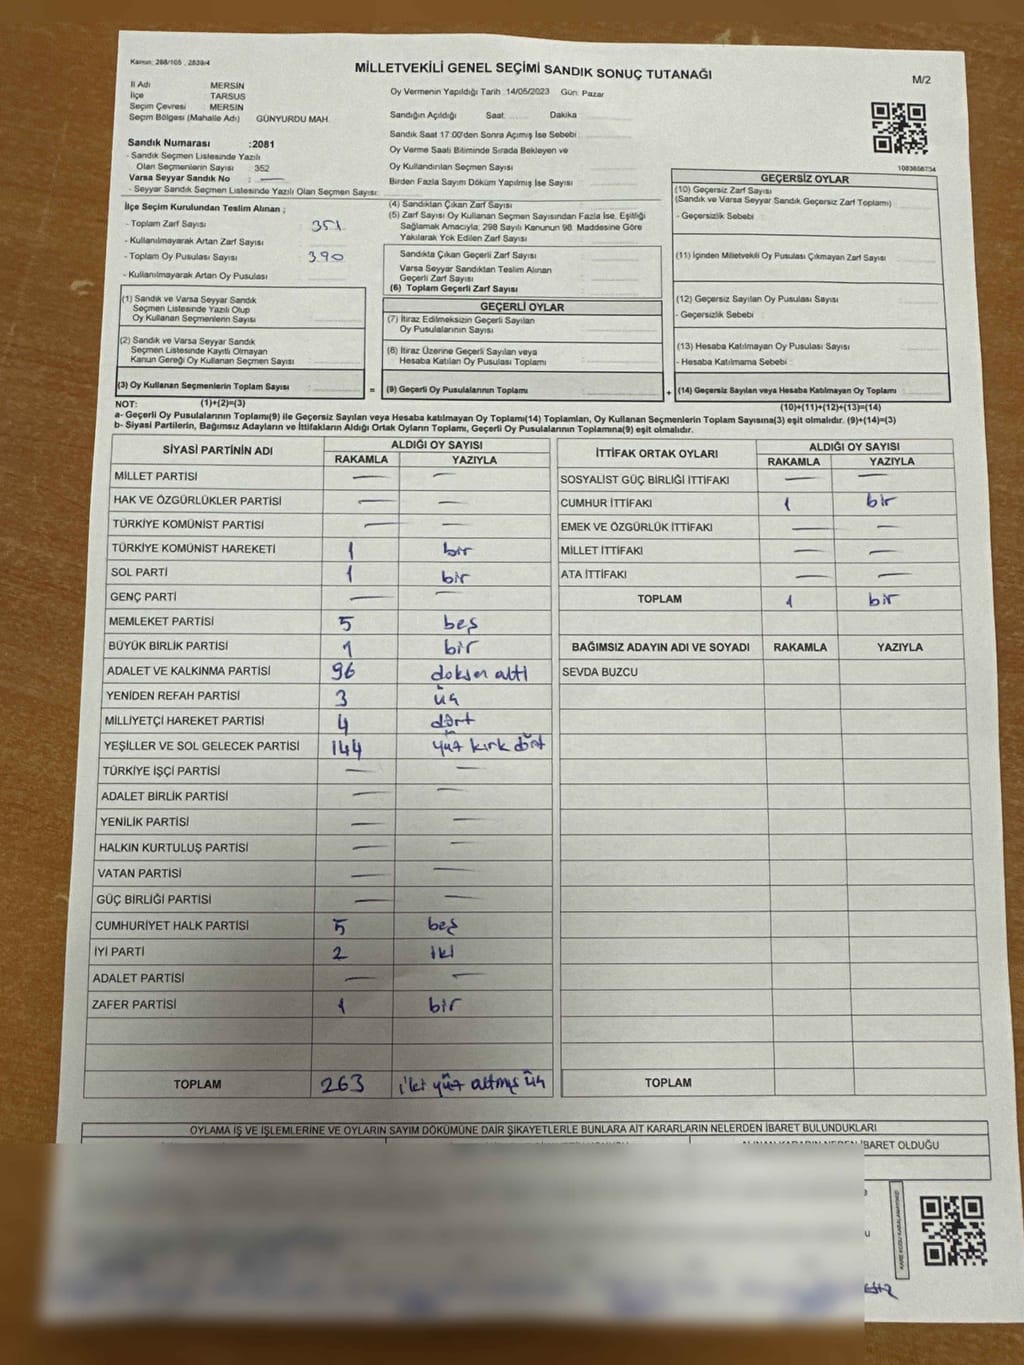 Kanun: 298/105 , 2839/4
MİLLETVEKİLİ GENEL SEÇİMİ SANDIK SONUÇ TUTANAĞI
M/2
İl Adı MERSİN
İlçe TARSUS
Seçim Çevresi MERSİN
Seçim Bölgesi (Mahalle Adı) GÜNYURDU MAH.
Sandık Numarası :2081
- Sandık Seçmen Listesinde Yazılı
Olan Seçmenlerin Sayısı : 352
Varsa Seyyar Sandık No : —
- Seyyar Sandık Seçmen Listesinde Yazılı Olan Seçmen Sayısı:
Oy Vermenin Yapıldığı Tarih :14/05/2023 Gün: Pazar
Sandığın Açıldığı Saat: Dakika
Sandık Saat 17:00'den Sonra Açılmış İse Sebebi
Oy Verme Saati Bitiminde Sırada Bekleyen ve
Oy Kullandırılan Seçmen Sayısı
Birden Fazla Sayım Döküm Yapılmış İse Sayısı
1083656734
İlçe Seçim Kurulundan Teslim Alınan ;
- Toplam Zarf Sayısı 351
- Kullanılmayarak Artan Zarf Sayısı
- Toplam Oy Pusulası Sayısı 390
- Kullanılmayarak Artan Oy Pusulası
(1) Sandık ve Varsa Seyyar Sandık
Seçmen Listesinde Yazılı Olup
Oy Kullanan Seçmenlerin Sayısı
(2) Sandık ve Varsa Seyyar Sandık
Seçmen Listesinde Kayıtlı Olmayan
Kanun Gereği Oy Kullanan Seçmen Sayısı
(3) Oy Kullanan Seçmenlerin Toplam Sayısı
(1)+(2)=(3)
(4) Sandıktan Çıkan Zarf Sayısı
(5) Zarf Sayısı Oy Kullanan Seçmen Sayısından Fazla İse, Eşitliği
Sağlamak Amacıyla, 298 Sayılı Kanunun 98. Maddesine Göre
Yakılarak Yok Edilen Zarf Sayısı
Sandıkta Çıkan Geçerli Zarf Sayısı
Varsa Seyyar Sandıktan Teslim Alınan
Geçerli Zarf Sayısı
(6) Toplam Geçerli Zarf Sayısı
GEÇERLİ OYLAR
(7) İtiraz Edilmeksizin Geçerli Sayılan
Oy Pusulalarının Sayısı
(8) İtiraz Üzerine Geçerli Sayılan veya
Hesaba Katılan Oy Pusulası Toplamı
= (9) Geçerli Oy Pusulalarının Toplamı
GEÇERSİZ OYLAR
(10) Geçersiz Zarf Sayısı
(Sandık ve Varsa Seyyar Sandık Geçersiz Zarf Toplamı)
- Geçersizlik Sebebi
(11) İçinden Milletvekili Oy Pusulası Çıkmayan Zarf Sayısı
(12) Geçersiz Sayılan Oy Pusulası Sayısı
- Geçersizlik Sebebi
(13) Hesaba Katılmayan Oy Pusulası Sayısı
- Hesaba Katılmama Sebebi
+ (14) Geçersiz Sayılan veya Hesaba Katılmayan Oy Toplamı
(10)+(11)+(12)+(13)=(14)
NOT:
a- Geçerli Oy Pusulalarının Toplamı(9) ile Geçersiz Sayılan veya Hesaba katılmayan Oy Toplamı(14) Toplamları, Oy Kullanan Seçmenlerin Toplam Sayısına(3) eşit olmalıdır. (9)+(14)=(3)
b- Siyasi Partilerin, Bağımsız Adayların ve İttifakların Aldığı Ortak Oyların Toplamı, Geçerli Oy Pusulalarının Toplamına(9) eşit olmalıdır.
SİYASİ PARTİNİN ADI ALDIĞI OY SAYISI
RAKAMLA YAZIYLA
MİLLET PARTİSİ — —
HAK VE ÖZGÜRLÜKLER PARTİSİ — —
TÜRKİYE KOMÜNİST PARTİSİ — —
TÜRKİYE KOMÜNİST HAREKETİ 1 bir
SOL PARTİ 1 bir
GENÇ PARTİ — —
MEMLEKET PARTİSİ 5 beş
BÜYÜK BİRLİK PARTİSİ 1 bir
ADALET VE KALKINMA PARTİSİ 96 doksan altı
YENİDEN REFAH PARTİSİ 3 üç
MİLLİYETÇİ HAREKET PARTİSİ 4 dört
YEŞİLLER VE SOL GELECEK PARTİSİ 144 yüz kırk dört
TÜRKİYE İŞÇİ PARTİSİ — —
ADALET BİRLİK PARTİSİ — —
YENİLİK PARTİSİ — —
HALKIN KURTULUŞ PARTİSİ — —
VATAN PARTİSİ — —
GÜÇ BİRLİĞİ PARTİSİ — —
CUMHURİYET HALK PARTİSİ 5 beş
İYİ PARTİ 2 iki
ADALET PARTİSİ — —
ZAFER PARTİSİ 1 bir
TOPLAM 263 iki yüz altmış üç
İTTİFAK ORTAK OYLARI ALDIĞI OY SAYISI
RAKAMLA YAZIYLA
SOSYALİST GÜÇ BİRLİĞİ İTTİFAKI — —
CUMHUR İTTİFAKI 1 bir
EMEK VE ÖZGÜRLÜK İTTİFAKI — —
MİLLET İTTİFAKI — —
ATA İTTİFAKI — —
TOPLAM 1 bir
BAĞIMSIZ ADAYIN ADI VE SOYADI RAKAMLA YAZIYLA
SEVDA BUZCU
TOPLAM
OYLAMA İŞ VE İŞLEMLERİNE VE OYLARIN SAYIM DÖKÜMÜNE DAİR ŞİKAYETLERLE BUNLARA AİT KARARLARIN NELERDEN İBARET BULUNDUKLARI
İBARET OLDUĞU